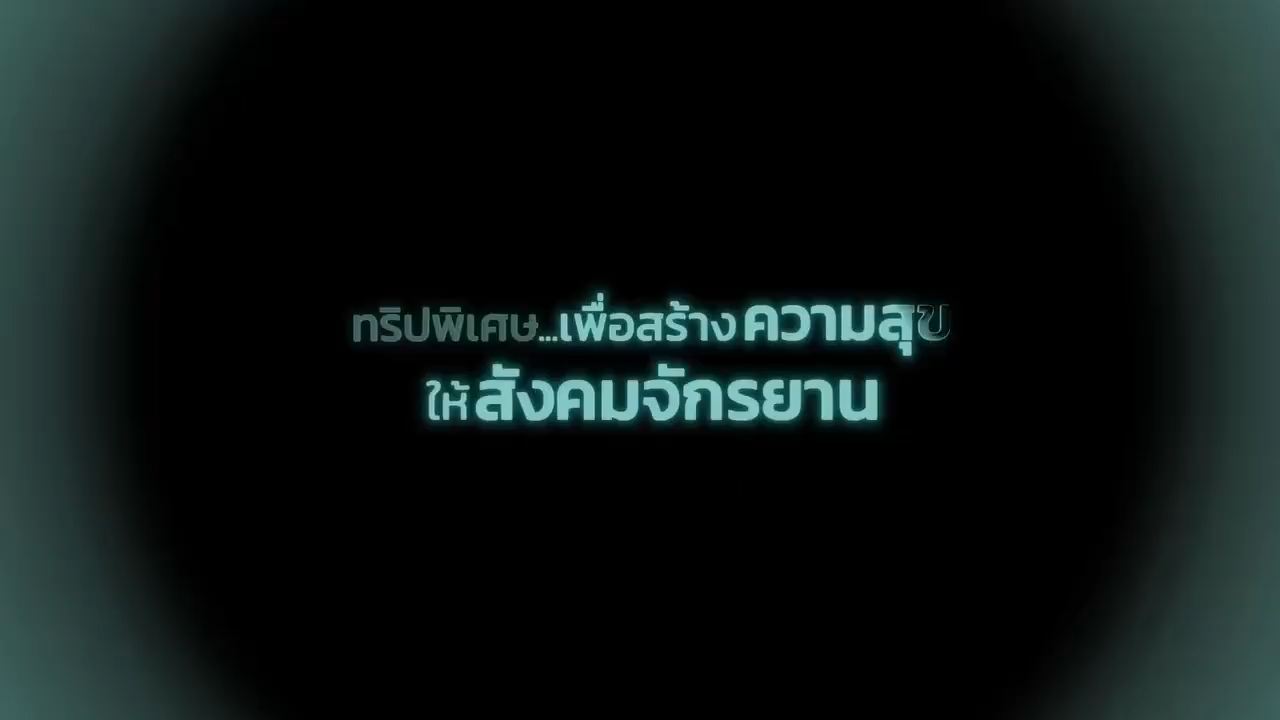 ทริปพิเศษ...เพื่อสร้างความสุข
ให้สังคมจักรยาน